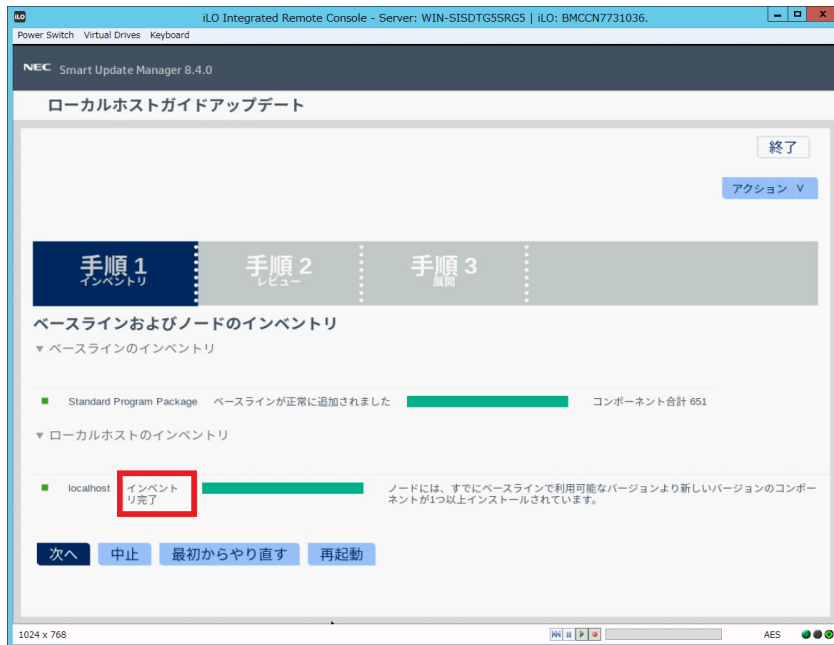 iLO Integrated Remote Console - Server: WIN-SISDTG5SRG5 | iLO: BMCCN7731036.
Power Switch Virtual Drives Keyboard
NEC Smart Update Manager 8.4.0
ローカルホストガイドアップデート
終了
アクション ∨
手順 1
インベントリ
手順 2
レビュー
手順 3
展開
ベースラインおよびノードのインベントリ
▼ ベースラインのインベントリ
Standard Program Package ベースラインが正常に追加されました コンポーネント合計 651
▼ ローカルホストのインベントリ
localhost インベント
リ完了
ノードには、すでにベースラインで利用可能なバージョンより新しいバージョンのコンポー
ネントが1つ以上インストールされています。
次へ 中止 最初からやり直す 再起動
1024 x 768 AES